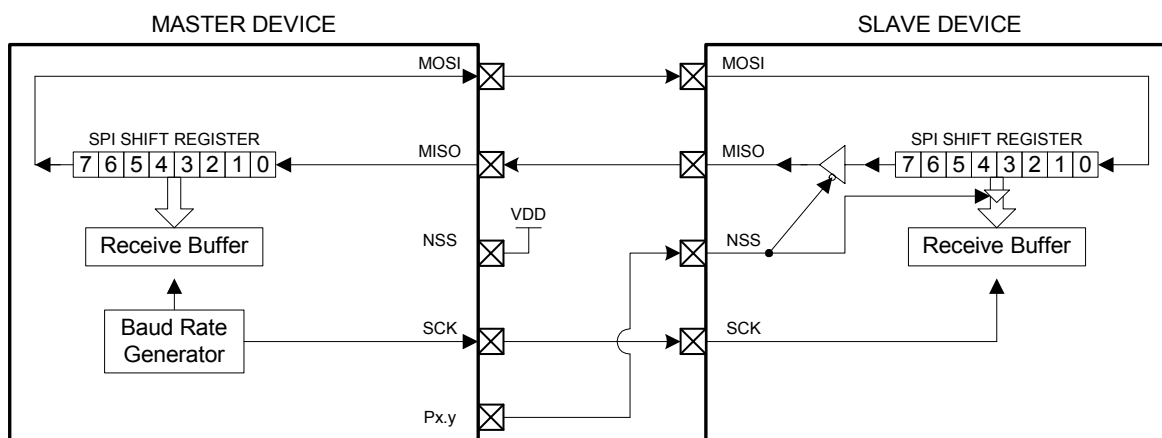 MASTER DEVICE
SLAVE DEVICE
MOSI
MOSI
SPI SHIFT REGISTER
MISO
MISO
SPI SHIFT REGISTER
7 6 5 4 3 2 1 0
7 6 5 4 3 2 1 0
VDD
Receive Buffer
NSS
NSS
Receive Buffer
Baud Rate
Generator
SCK
SCK
Px.y